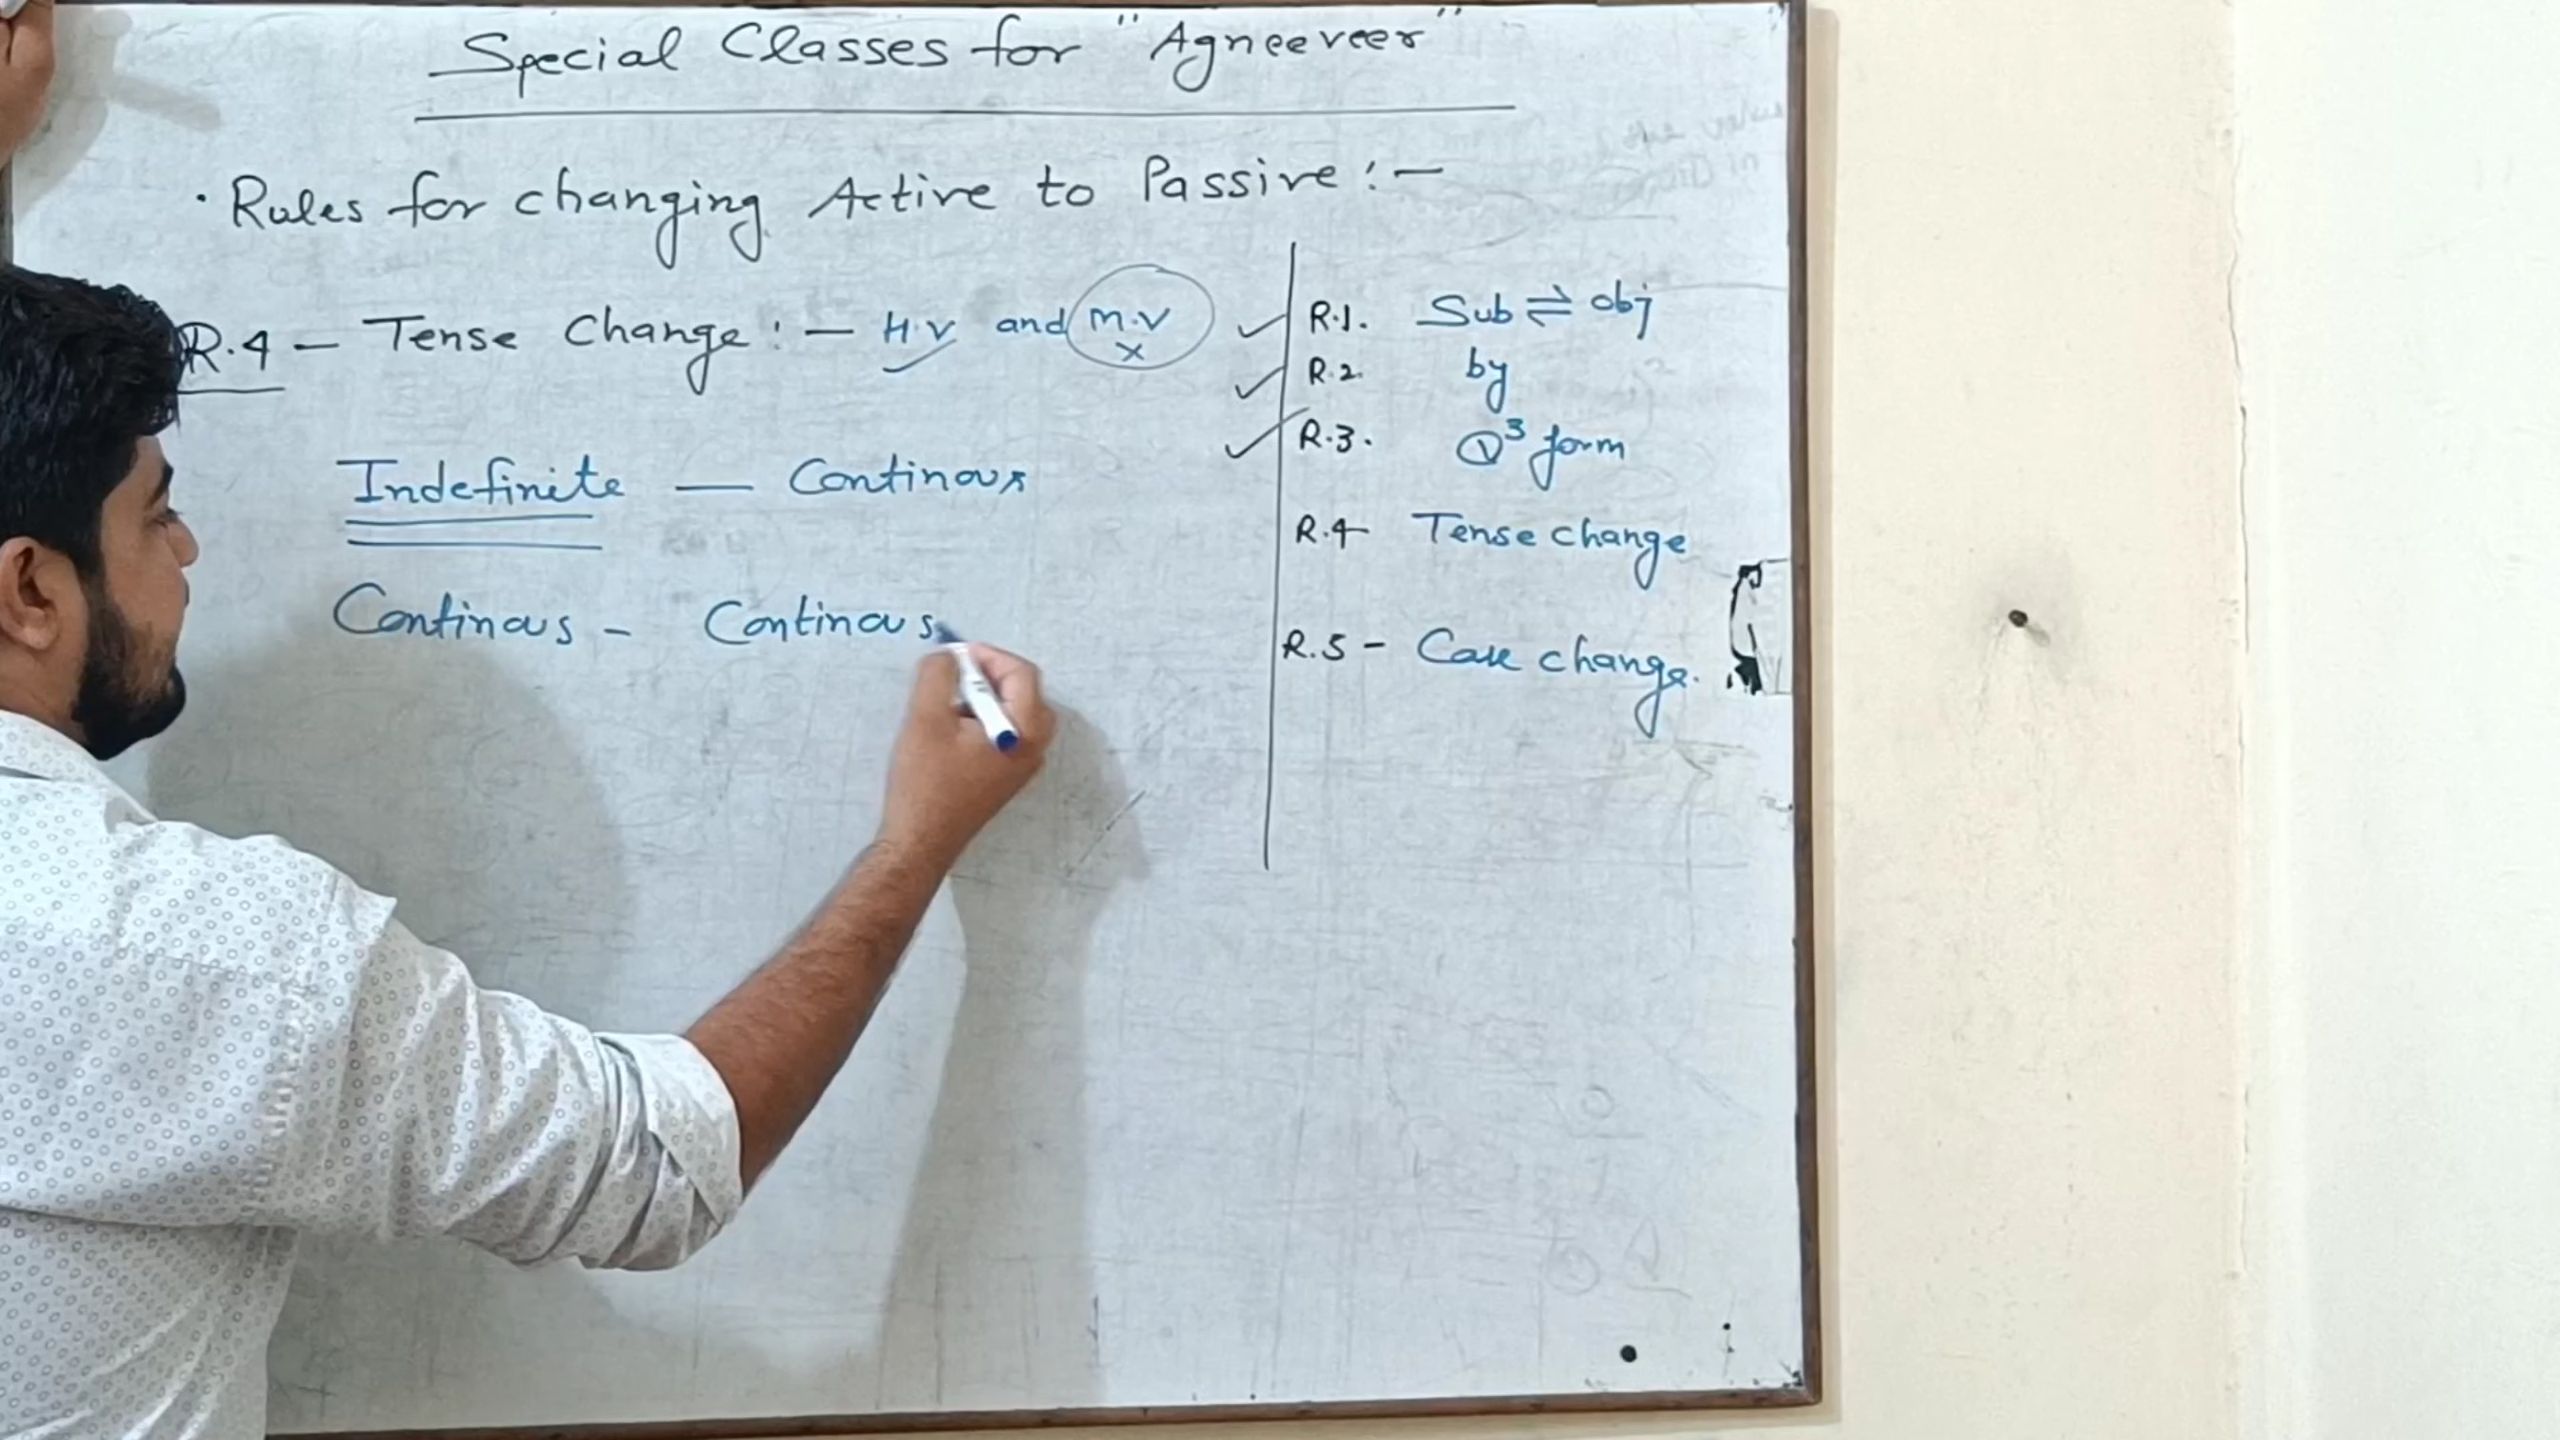 Special Classes for "Agneeveer"
· Rules for changing Active to Passive :-
R.4 - Tense Change :- H.V and M.V
x
Indefinite — Continous
Continous - Continous
R.1. Sub ⇌ obj
R.2. by
R.3. V³ form
R.4 Tense change
R.5 - Case change.